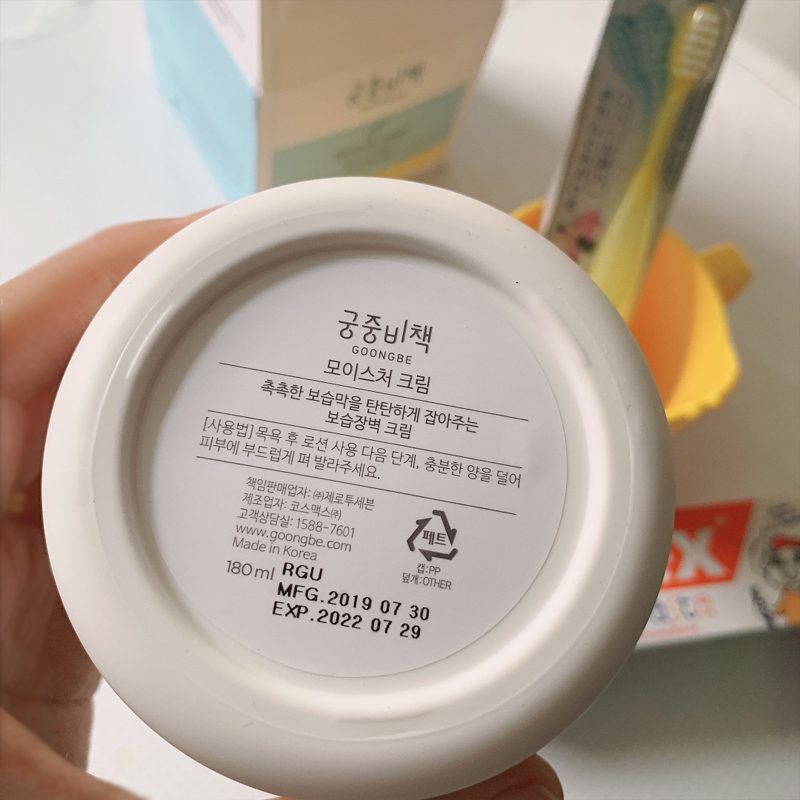 궁중비책
궁중비책
GOONGBE
모이스처 크림
촉촉한 보습막을 탄탄하게 잡아주는
보습장벽 크림
[사용법] 목욕 후 로션 사용 다음 단계, 충분한 양을 덜어
피부에 부드럽게 펴 발라주세요.
책임판매업자: ㈜제로투세븐
제조업자: 코스맥스㈜
고객상담실: 1588-7601
www.goongbe.com
Made in Korea
페트
캡:PP
덮개:OTHER
180ml RGU
MFG.2019 07 30
EXP.2022 07 29